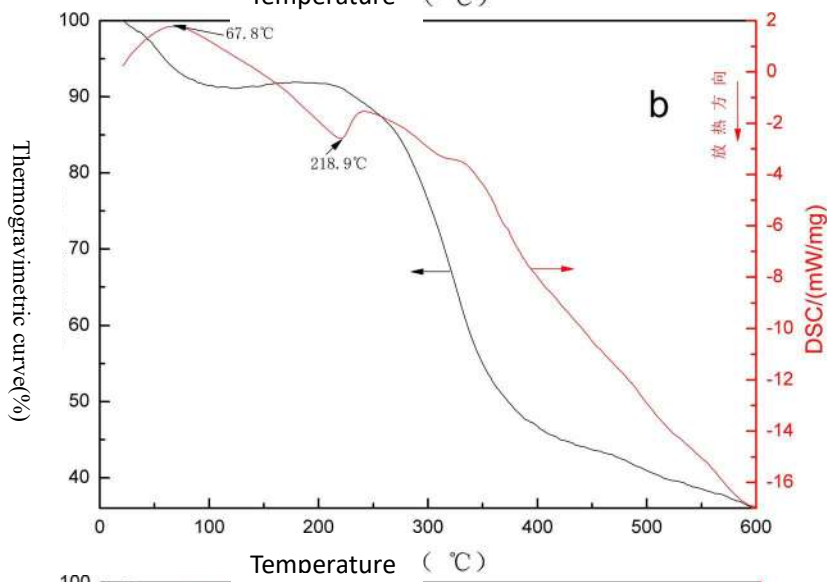 Temperature (℃)
100
90
80
70
60
50
40
Thermogravimetric curve(%)
67.8℃
218.9℃
b
放热方向
2
0
-2
-4
-6
-8
-10
-12
-14
-16
DSC/(mW/mg)
0 100 200 300 400 500 600
Temperature (℃)
100